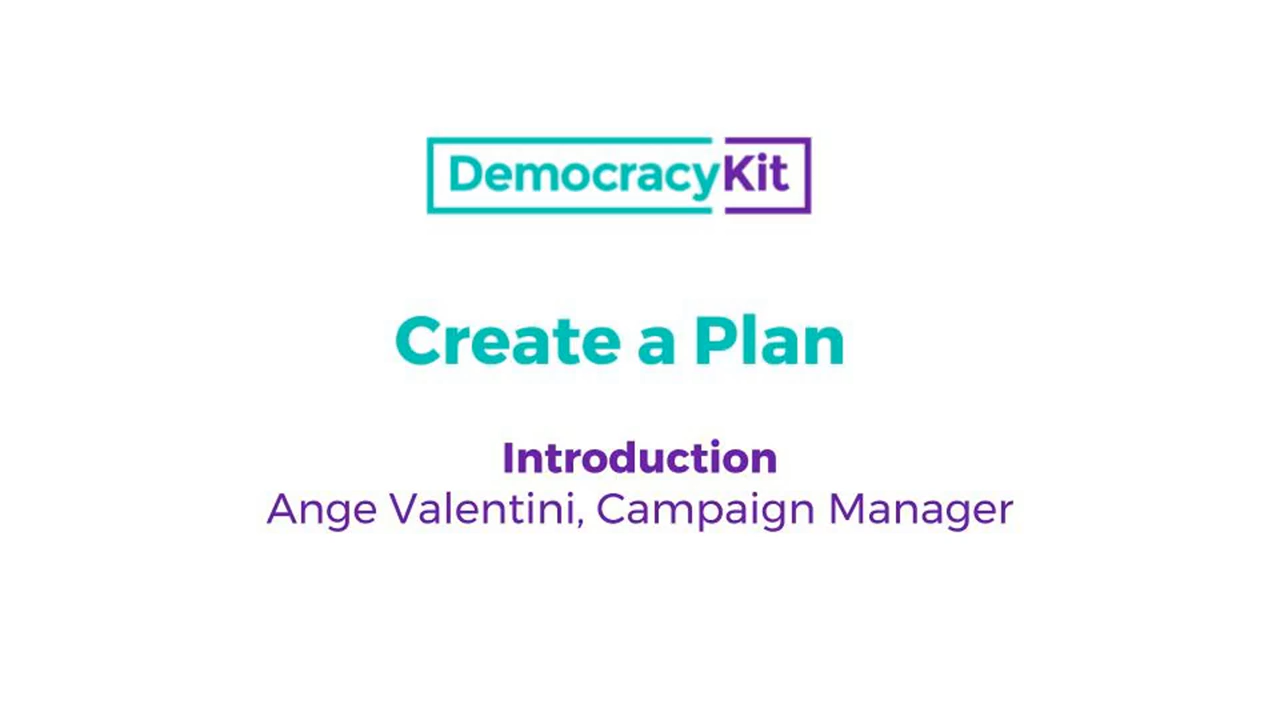 DemocracyKit
Create a Plan
Introduction
Ange Valentini, Campaign Manager